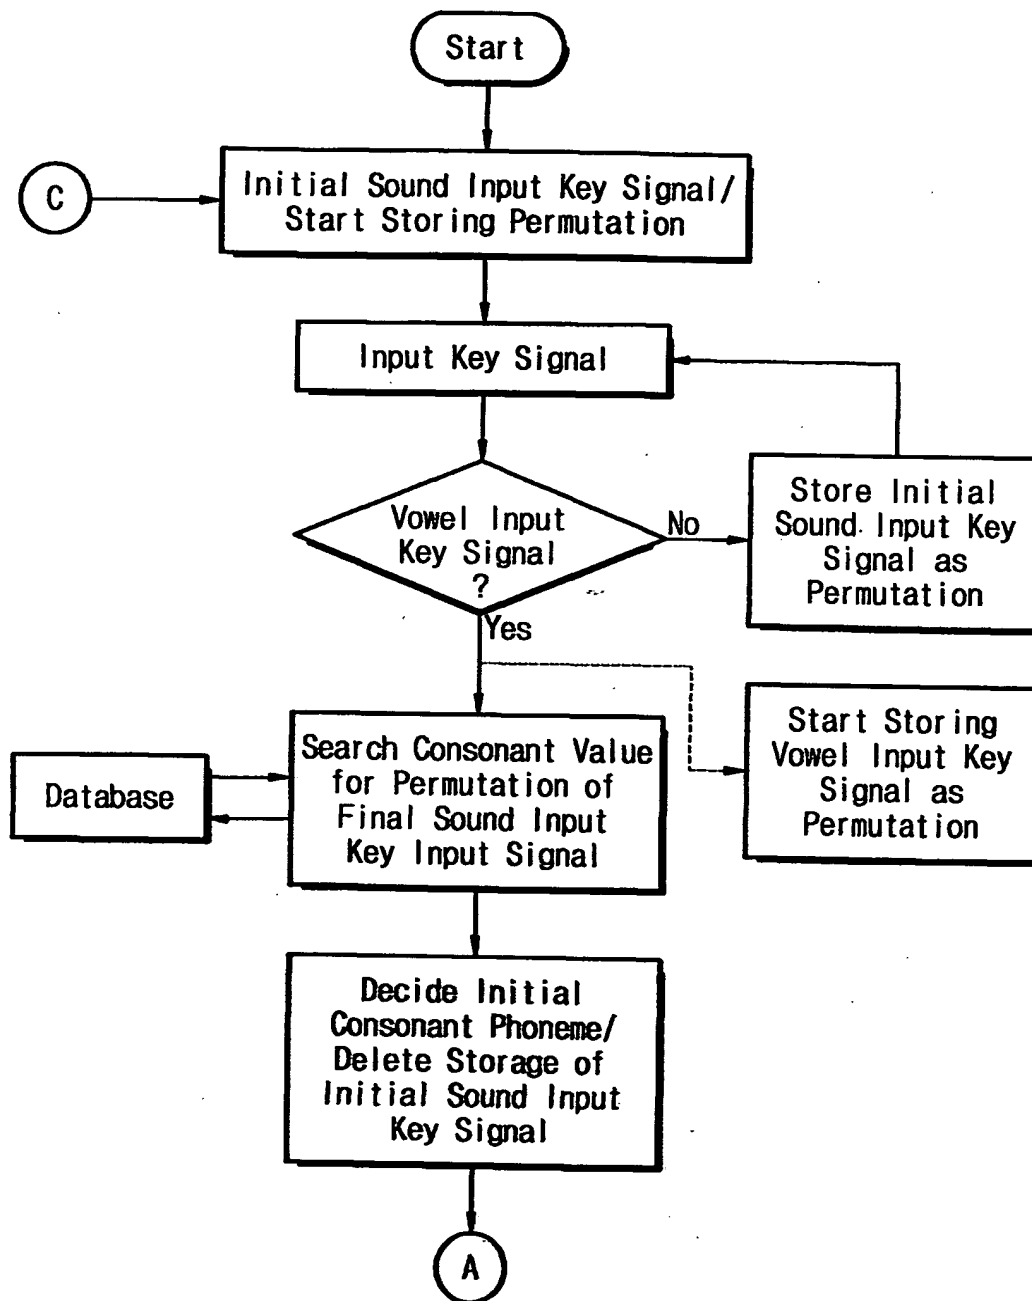 Start
C
Initial Sound Input Key Signal/
Start Storing Permutation
Input Key Signal
Vowel Input
Key Signal
?
No
Store Initial
Sound Input Key
Signal as
Permutation
Yes
Start Storing
Vowel Input Key
Signal as
Permutation
Database
Search Consonant Value
for Permutation of
Final Sound Input
Key Input Signal
Decide Initial
Consonant Phoneme/
Delete Storage of
Initial Sound Input
Key Signal
A